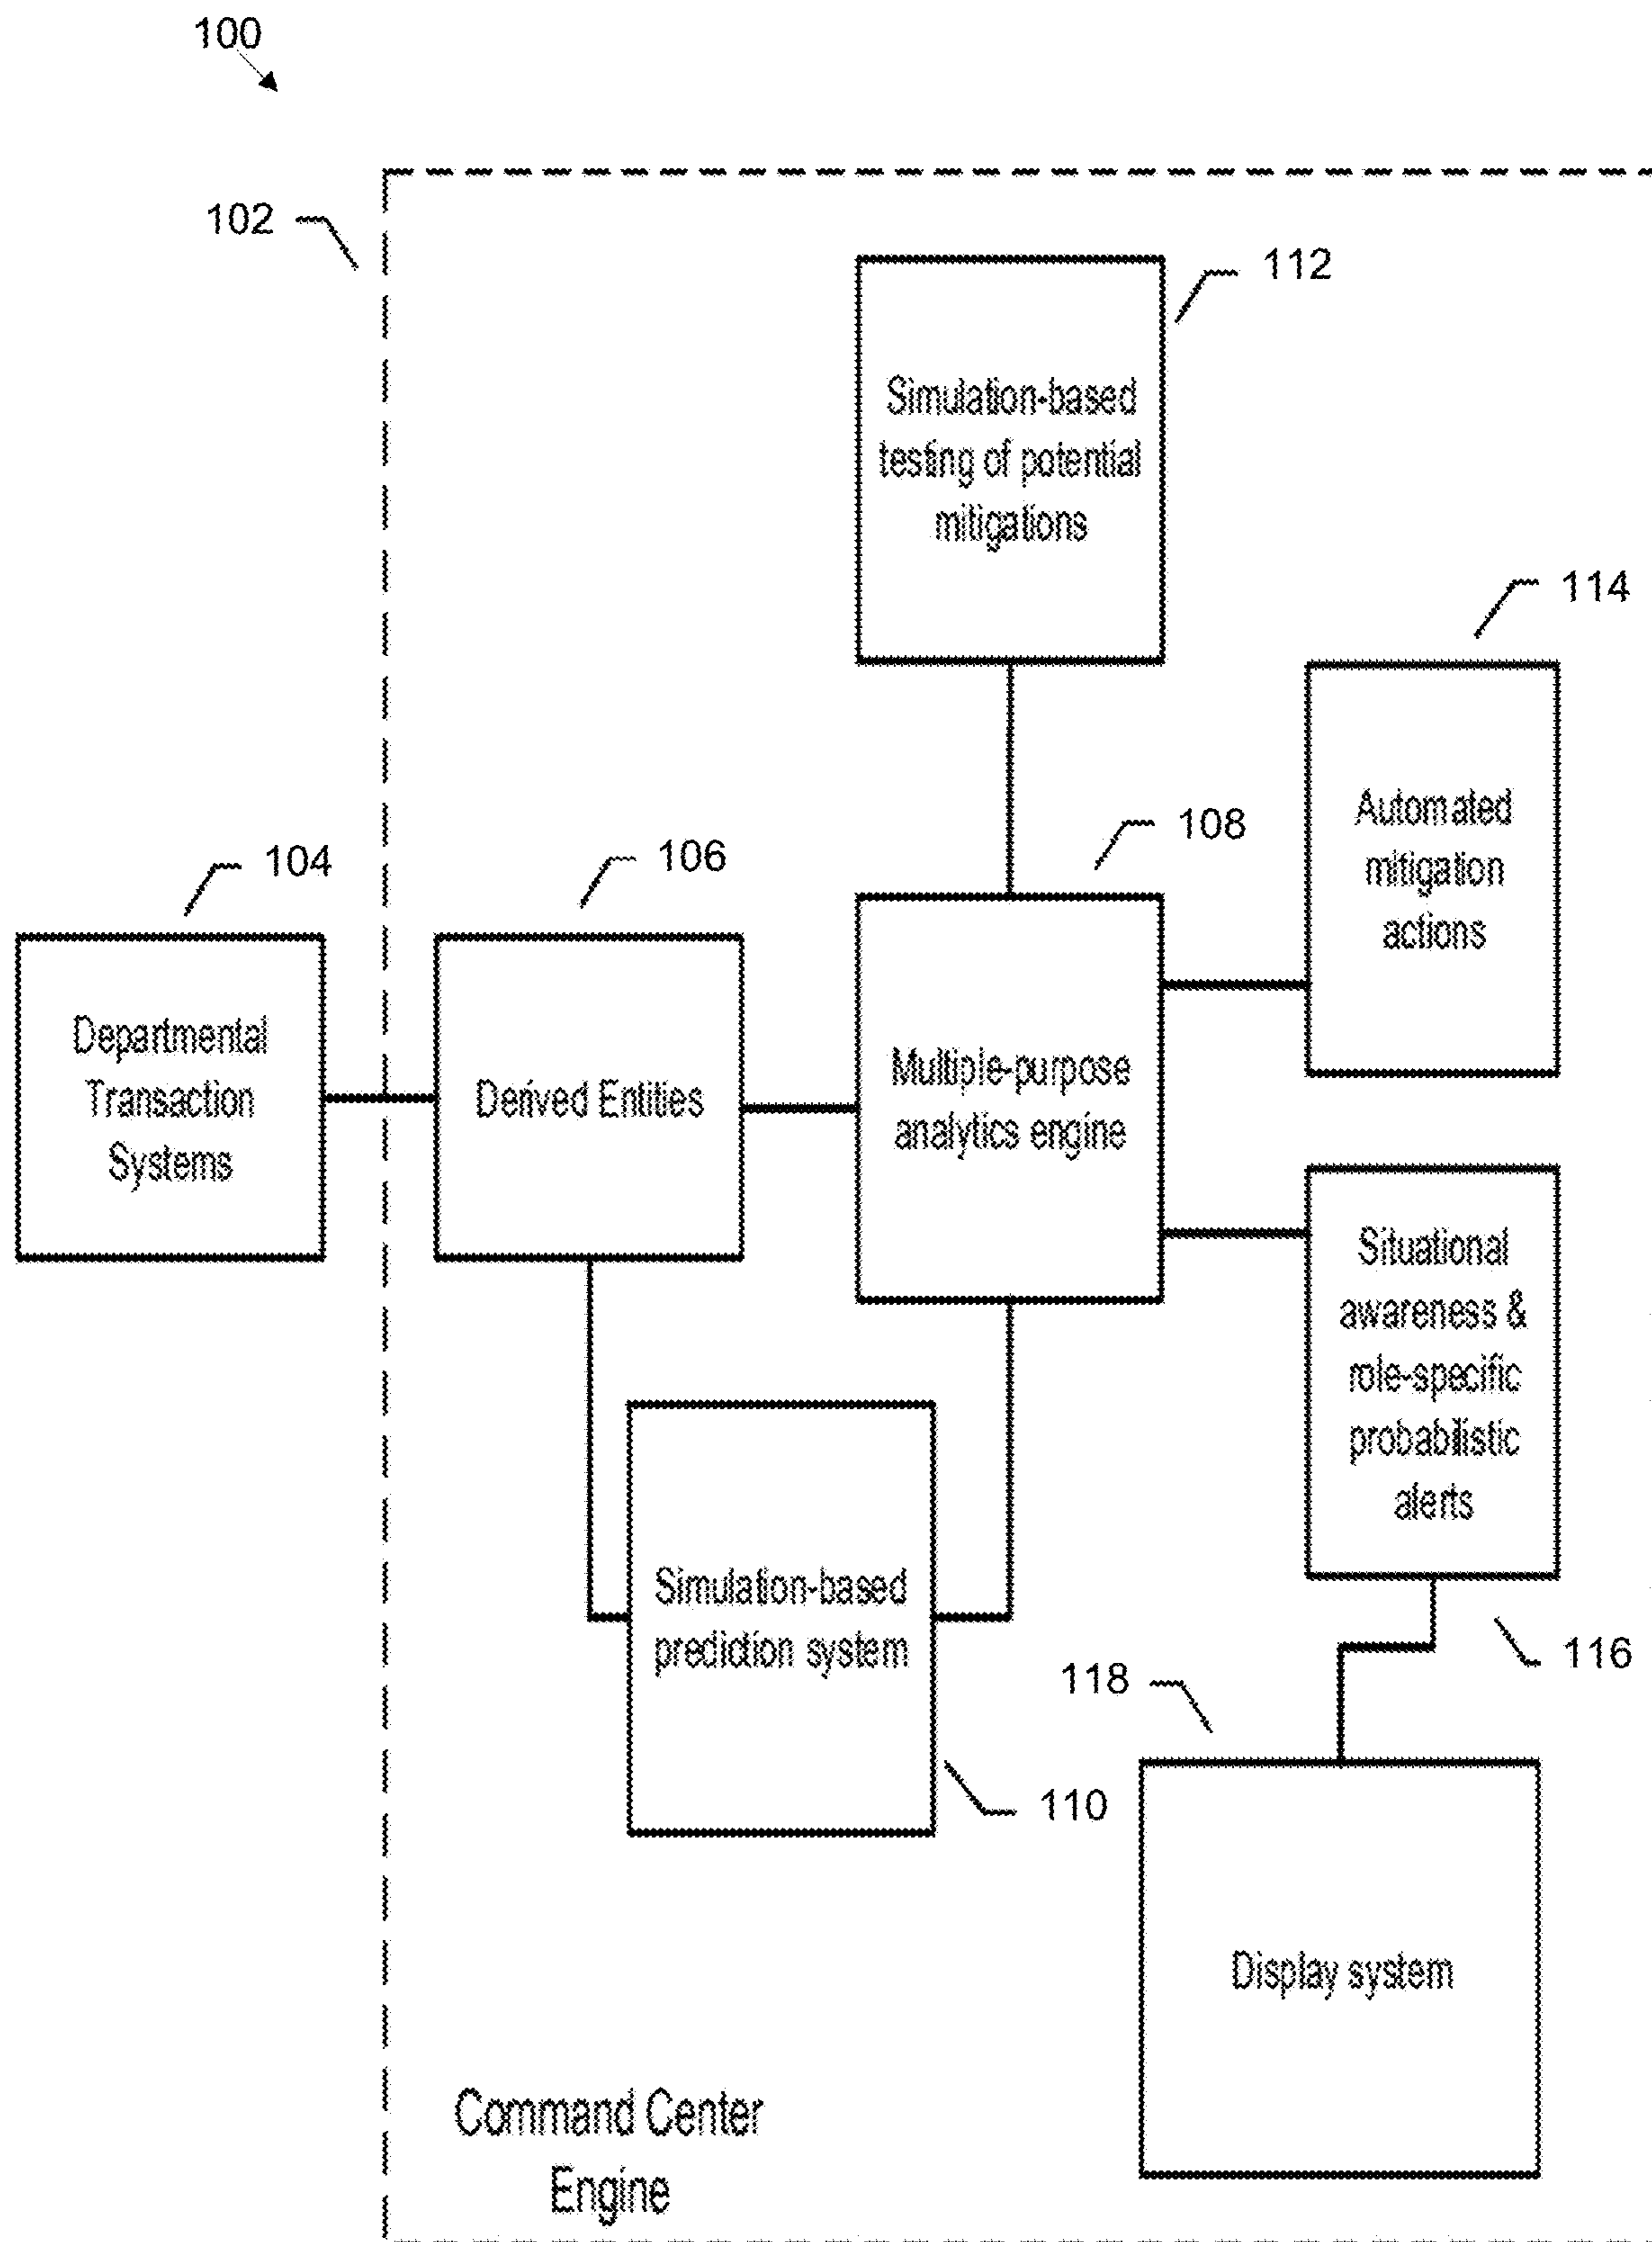 100
102
112
Simulation-based
testing of potential
mitigations
114
Automated
mitigation
actions
108
106
104
Departmental
Transaction
Systems
Derived Entities
Multiple-purpose
analytics engine
Situational
awareness &
role-specific
probabilistic
alerts
Simulation-based
prediction system
116
118
110
Display system
Command Center
Engine